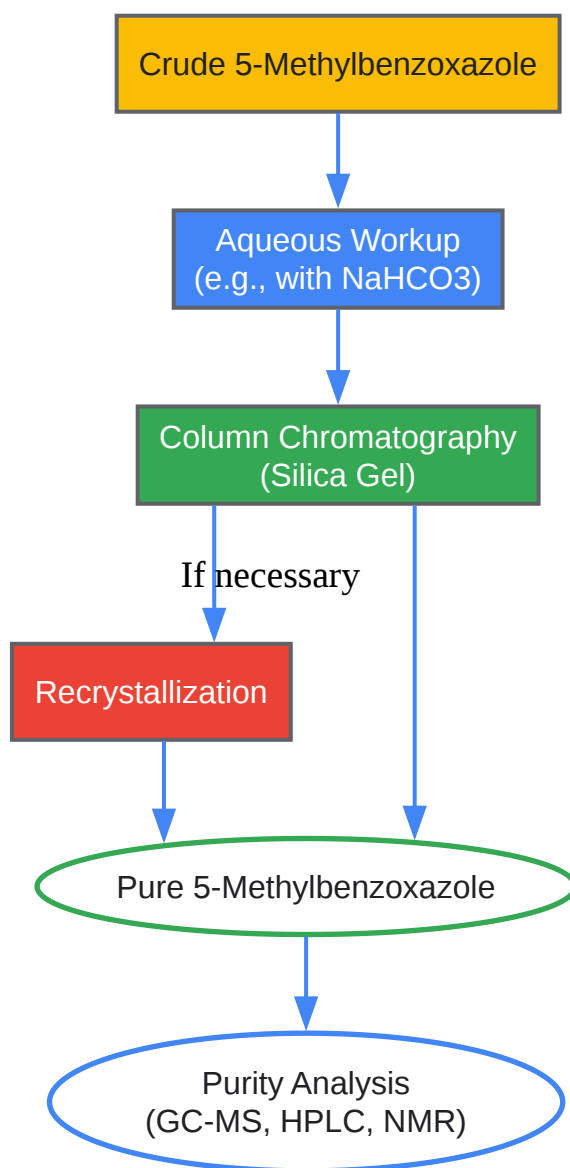 Crude 5-Methylbenzoxazole
Aqueous Workup
(e.g., with NaHCO3)
Column Chromatography
(Silica Gel)
If necessary
Recrystallization
Pure 5-Methylbenzoxazole
Purity Analysis
(GC-MS, HPLC, NMR)